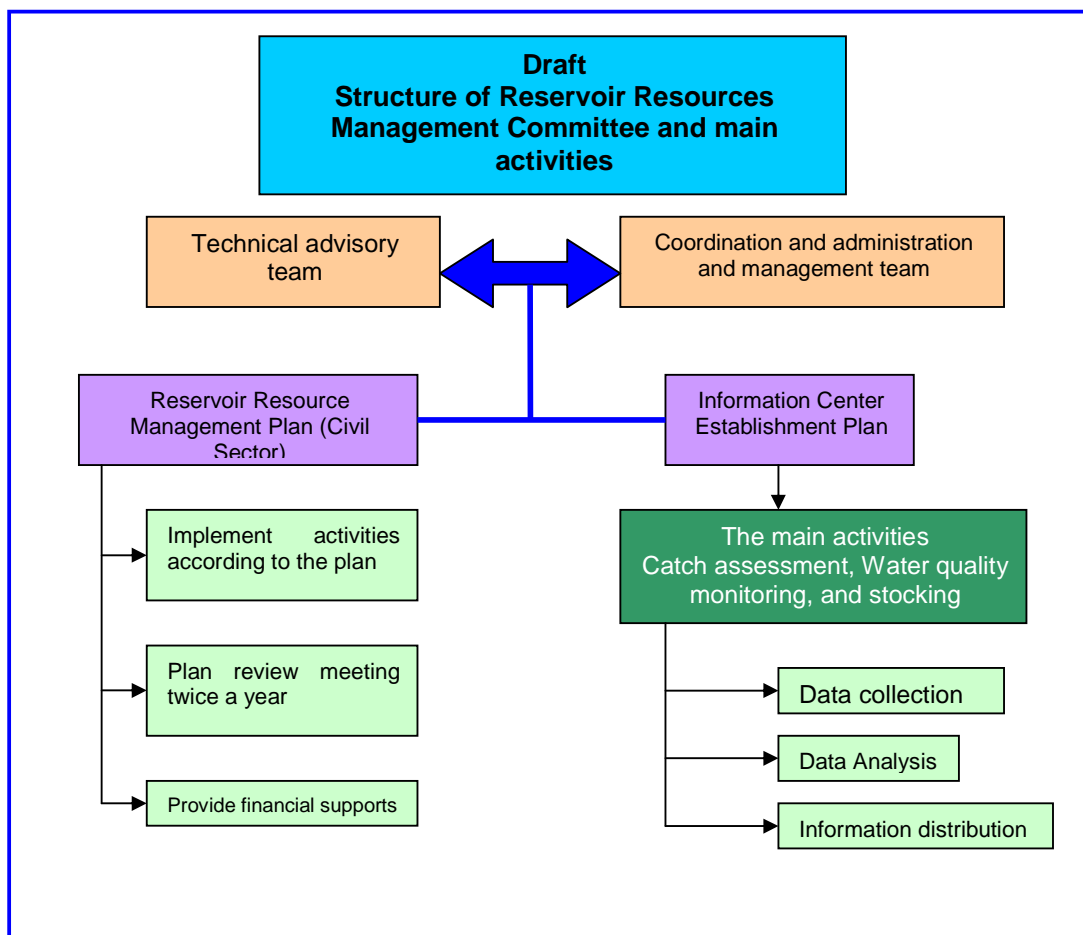 Draft
Structure of Reservoir Resources
Management Committee and main
activities
Technical advisory
team
Coordination and administration
and management team
Reservoir Resource
Management Plan (Civil
Sector)
Information Center
Establishment Plan
Implement activities
according to the plan
The main activities
Catch assessment, Water quality
monitoring, and stocking
Plan review meeting
twice a year
Data collection
Data Analysis
Provide financial supports
Information distribution